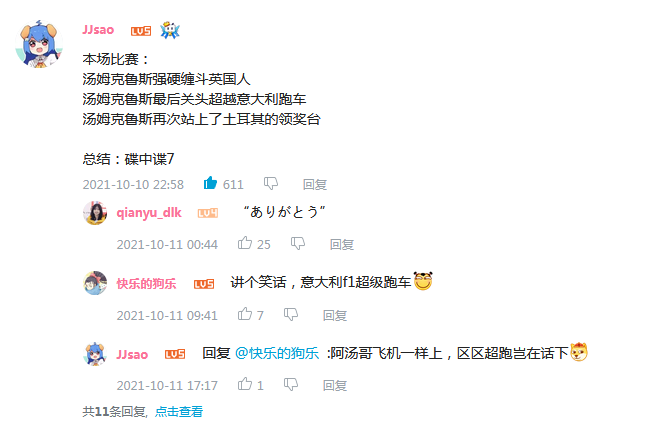 JJsao LV5
本场比赛：
汤姆克鲁斯强硬缠斗英国人
汤姆克鲁斯最后关头超越意大利跑车
汤姆克鲁斯再次站上了土耳其的领奖台
总结：碟中谍7
2021-10-10 22:58 611 回复
qianyu_dlk LV4 “ありがとう”
2021-10-11 00:44 25 回复
快乐的狗乐 LV5 讲个笑话，意大利f1超级跑车
2021-10-11 09:41 7 回复
JJsao LV5 回复 @快乐的狗乐 :阿汤哥飞机一样上，区区超跑岂在话下
2021-10-11 17:17 1 回复
共11条回复, 点击查看